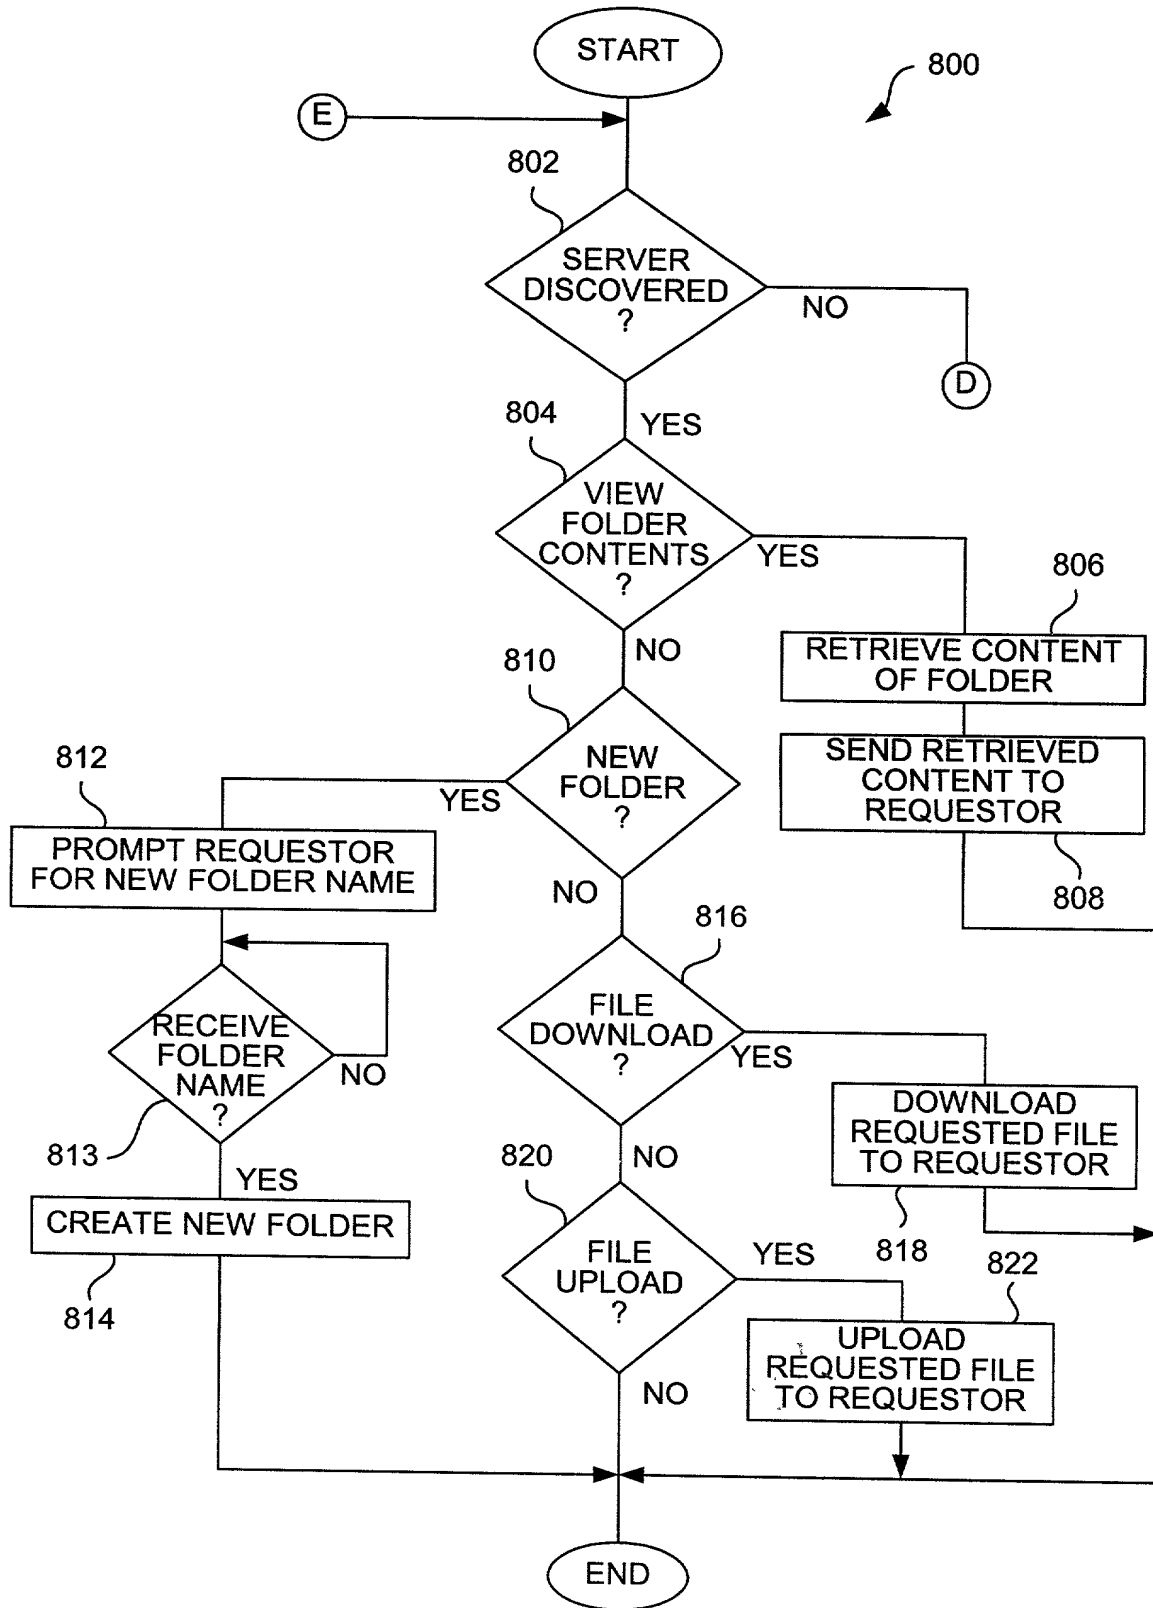 START
800
E
802
SERVER
DISCOVERED
?
NO
D
804
YES
VIEW
FOLDER
CONTENTS
?
YES
806
RETRIEVE CONTENT
OF FOLDER
NO
810
NEW
FOLDER
?
SEND RETRIEVED
CONTENT TO
REQUESTOR
808
812
YES
PROMPT REQUESTOR
FOR NEW FOLDER NAME
NO
816
FILE
DOWNLOAD
?
YES
RECEIVE
FOLDER
NAME
?
NO
813
YES
DOWNLOAD
REQUESTED FILE
TO REQUESTOR
818
NO
820
CREATE NEW FOLDER
814
FILE
UPLOAD
?
YES
822
UPLOAD
REQUESTED FILE
TO REQUESTOR
NO
END